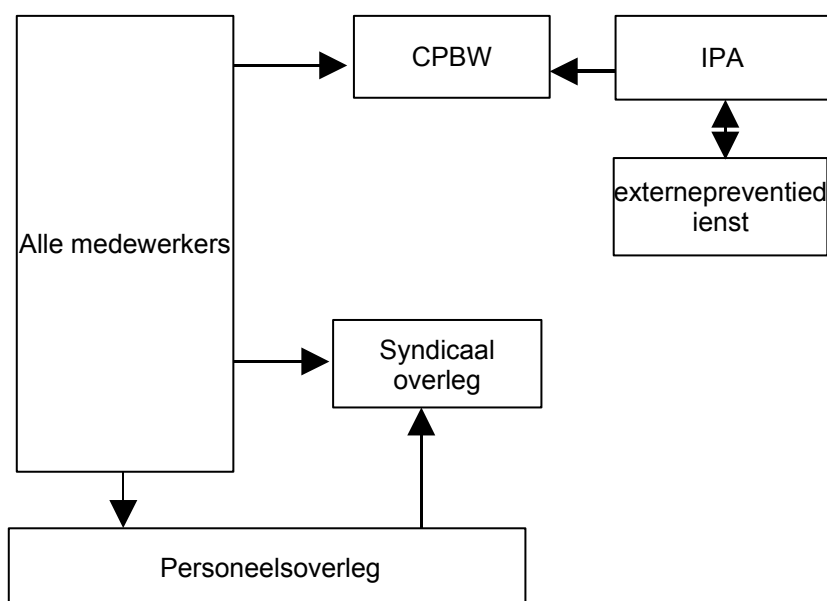 CPBW
IPA
externepreventied
ienst
Alle medewerkers
Syndicaal
overleg
Personeelsoverleg